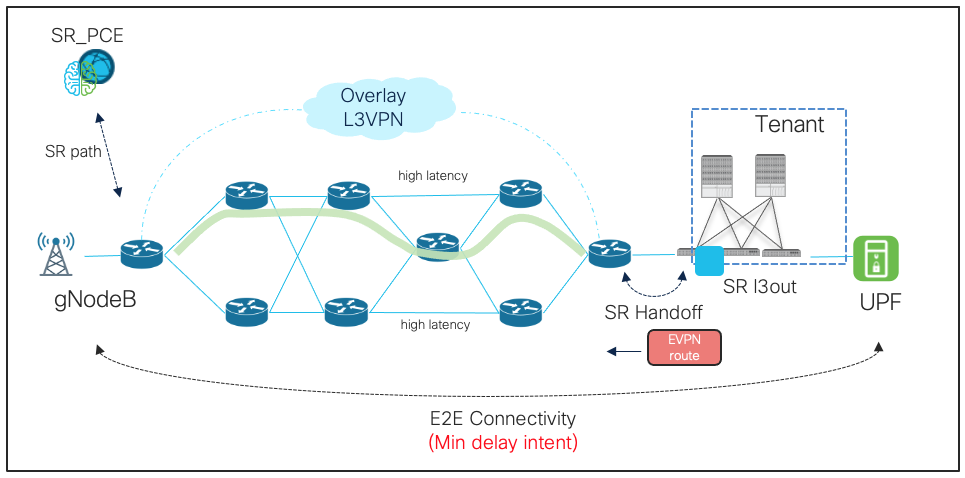 SR_PCE
Overlay
L3VPN
Tenant
SR path
high latency
gNodeB
SR l3out
UPF
SR Handoff
high latency
EVPN
route
E2E Connectivity
(Min delay intent)